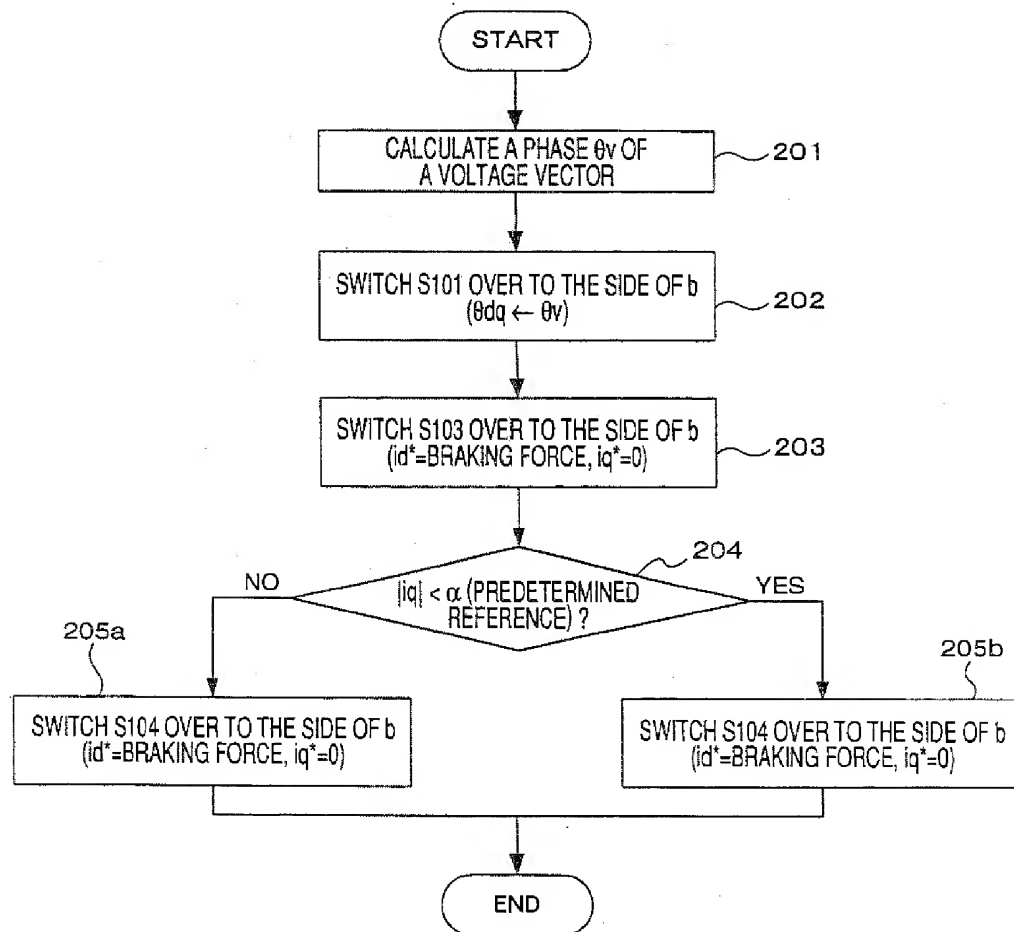 START
CALCULATE A PHASE θv OF
A VOLTAGE VECTOR
201
SWITCH S101 OVER TO THE SIDE OF b
(θdq ← θv)
202
SWITCH S103 OVER TO THE SIDE OF b
(id*=BRAKING FORCE, iq*=0)
203
204
NO
|iq| < α (PREDETERMINED
REFERENCE) ?
YES
205a
205b
SWITCH S104 OVER TO THE SIDE OF b
(id*=BRAKING FORCE, iq*=0)
SWITCH S104 OVER TO THE SIDE OF b
(id*=BRAKING FORCE, iq*=0)
END